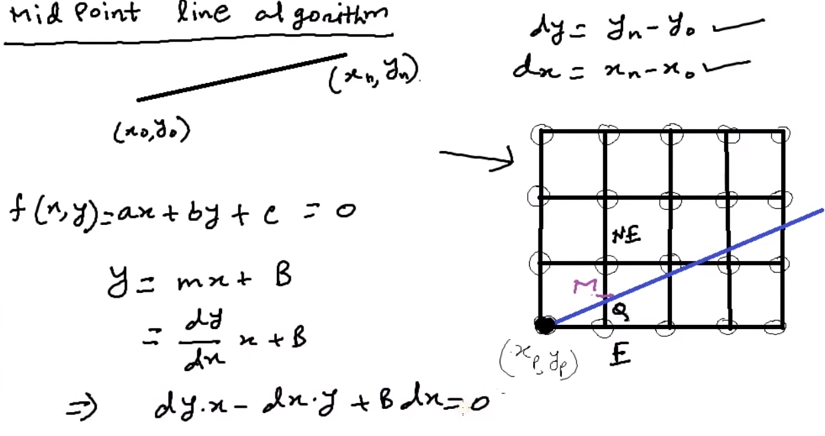 Mid Point line algorithm
(xn, yn).
(x0, y0)
f(x,y)=ax+by+c = 0
y = mx + B
= dy/dx x + B
⇒ dy.x - dx.y + B dx = 0
dy = yn - y0
dx = xn - x0
NE
M
Q
(xp, yp)
E